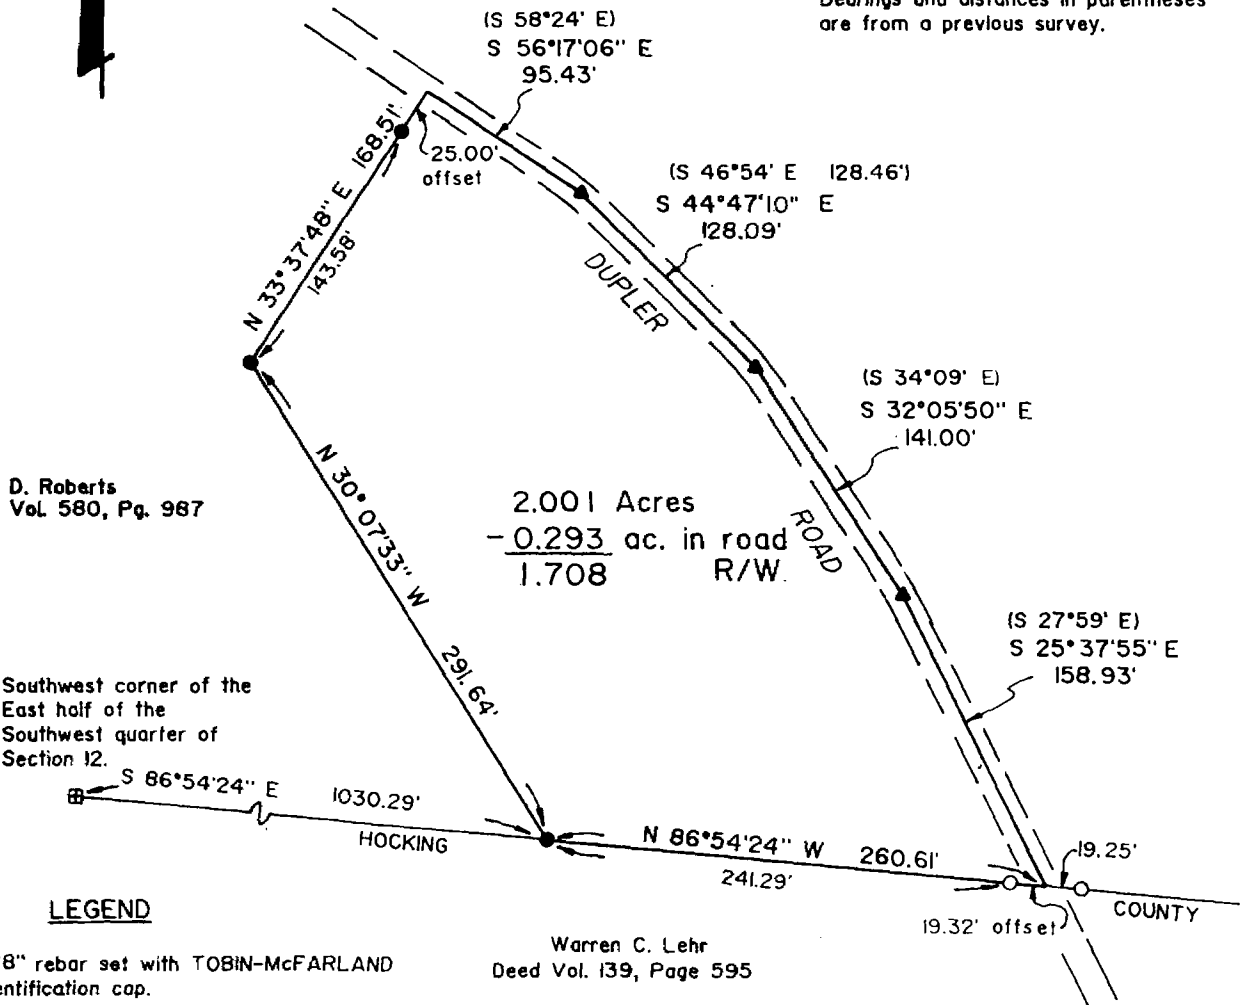 Bearings and distances in parentheses
are from a previous survey.
(S 58°24' E)
S 56°17'06" E
95.43'
N 33°37'48" E 168.51'
143.58'
25.00'
offset
(S 46°54' E 128.46')
S 44°47'10" E
128.09'
DUPLER
ROAD
(S 34°09' E)
S 32°05'50" E
141.00'
D. Roberts
Vol. 580, Pg. 987
N 30°07'33" W 291.64'
2.001 Acres
-0.293 ac. in road
1.708 R/W.
(S 27°59' E)
S 25°37'55" E
158.93'
Southwest corner of the
East half of the
Southwest quarter of
Section 12.
S 86°54'24" E 1030.29'
HOCKING
N 86°54'24" W 260.61'
241.29'
19.25'
COUNTY
19.32' offset
LEGEND
8" rebar set with TOBIN-McFARLAND
entification cap.
Warren C. Lehr
Deed Vol. 139, Page 595